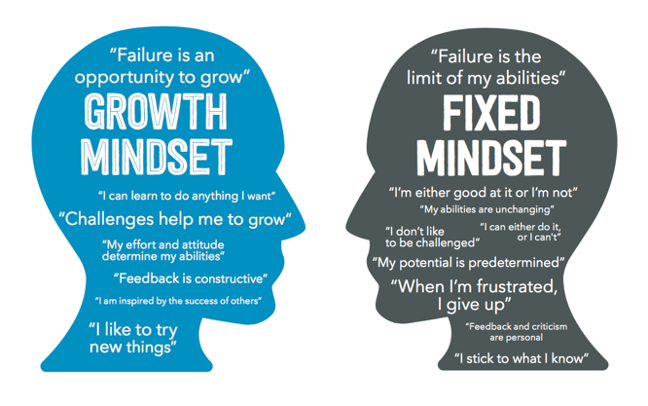 “Failure is an
opportunity to grow”
GROWTH
MINDSET
“I can learn to do anything I want”
“Challenges help me to grow”
“My effort and attitude
determine my abilities”
“Feedback is constructive”
“I am inspired by the success of others”
“I like to try
new things”
“Failure is the
limit of my abilities”
FIXED
MINDSET
“I’m either good at it or I’m not”
“My abilities are unchanging”
“I don’t like
to be challenged”
“I can either do it,
or I can’t”
“My potential is predetermined”
“When I’m frustrated,
I give up”
“Feedback and criticism
are personal
“I stick to what I know”